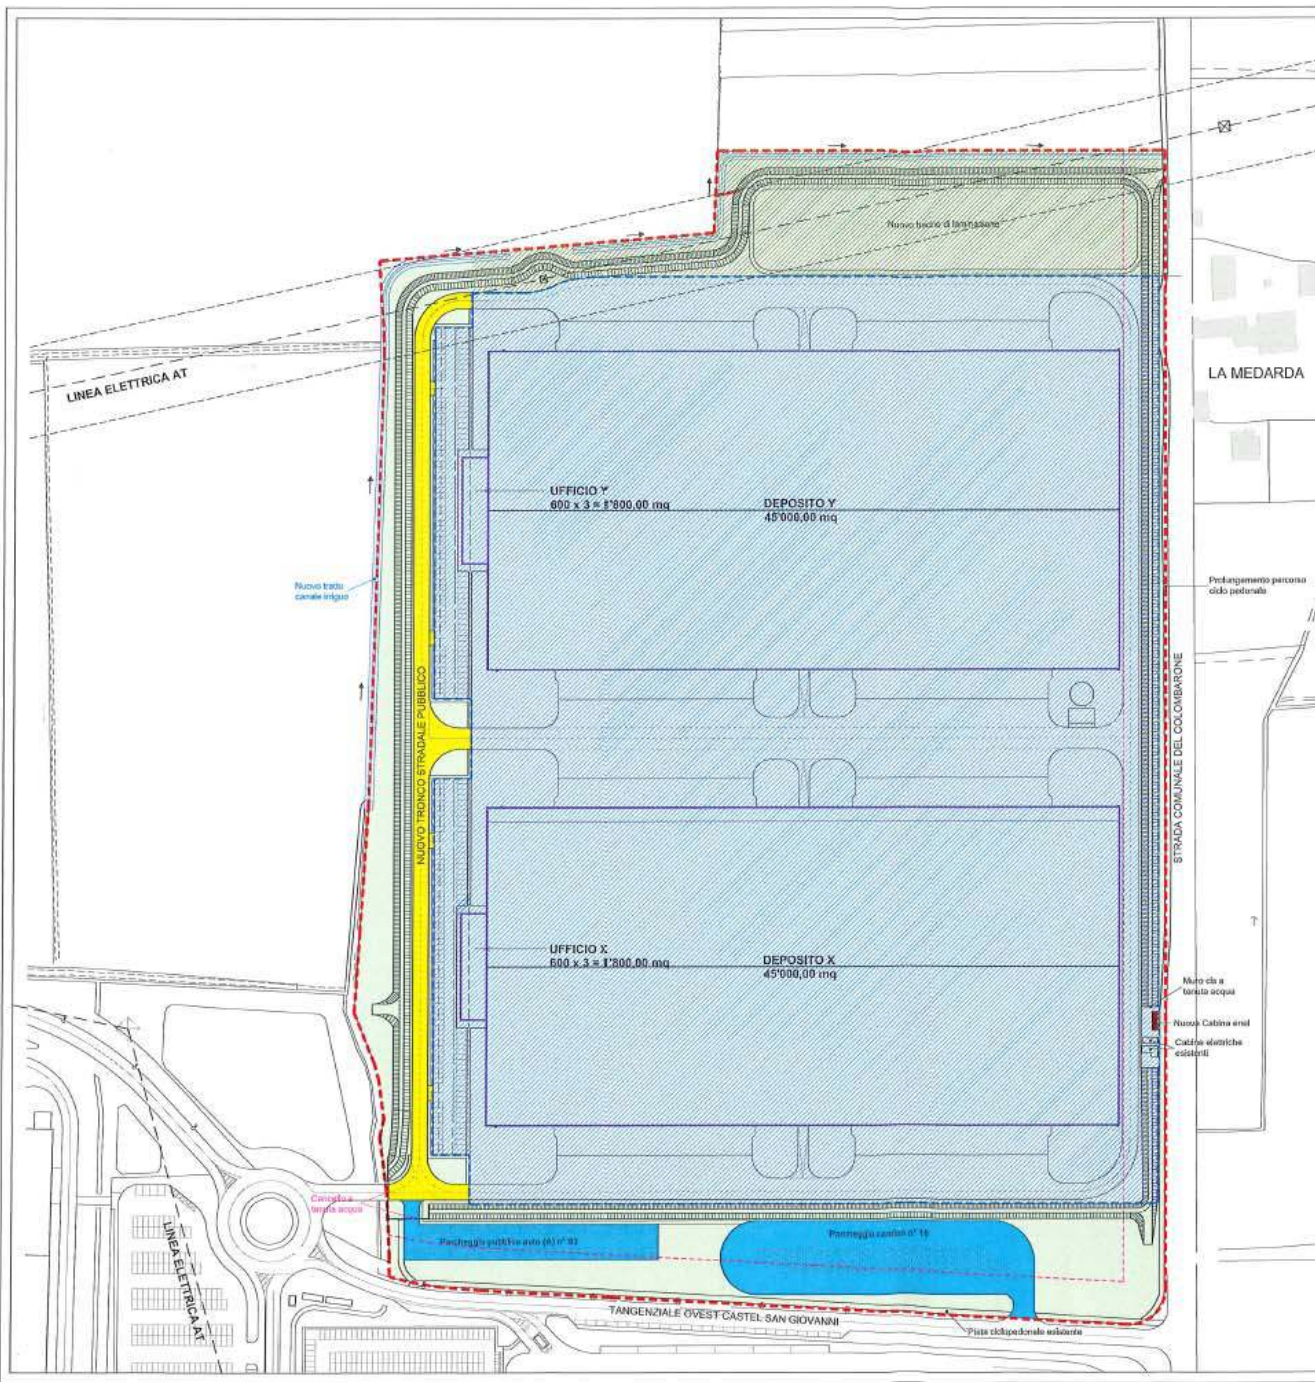 Nuovo bacino di laminazione
LINEA ELETTRICA AT
LA MEDARDA
UFFICIO Y
600 x 3 = 1'800,00 mq
DEPOSITO Y
45'000,00 mq
Nuovo tratto
canale irriguo
Prolungamento percorso
ciclo pedonale
NUOVO TRONCO STRADALE PUBBLICO
STRADA COMUNALE DEL COLOMBARONE
UFFICIO X
600 x 3 = 1'800,00 mq
DEPOSITO X
45'000,00 mq
Muro cls a
tenuta acqua
Nuova Cabina enel
Cabine elettriche
esistenti
Cancello a
tenuta acqua
Parcheggio pubblico auto
Parcheggio camion n° 16
LINEA ELETTRICA AT
TANGENZIALE OVEST CASTEL SAN GIOVANNI
Pista ciclopedonale esistente